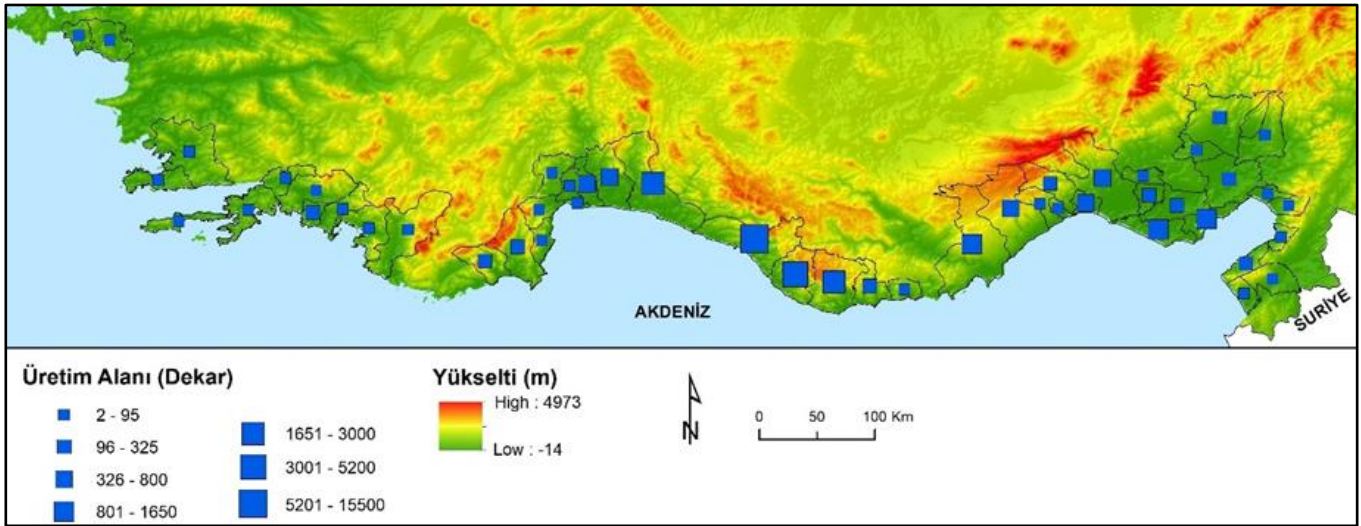 AKDENİZ
SURİYE
Üretim Alanı (Dekar)
2 - 95
96 - 325
326 - 800
801 - 1650
1651 - 3000
3001 - 5200
5201 - 15500
Yükselti (m)
High : 4973
Low : -14
N
0 50 100 Km